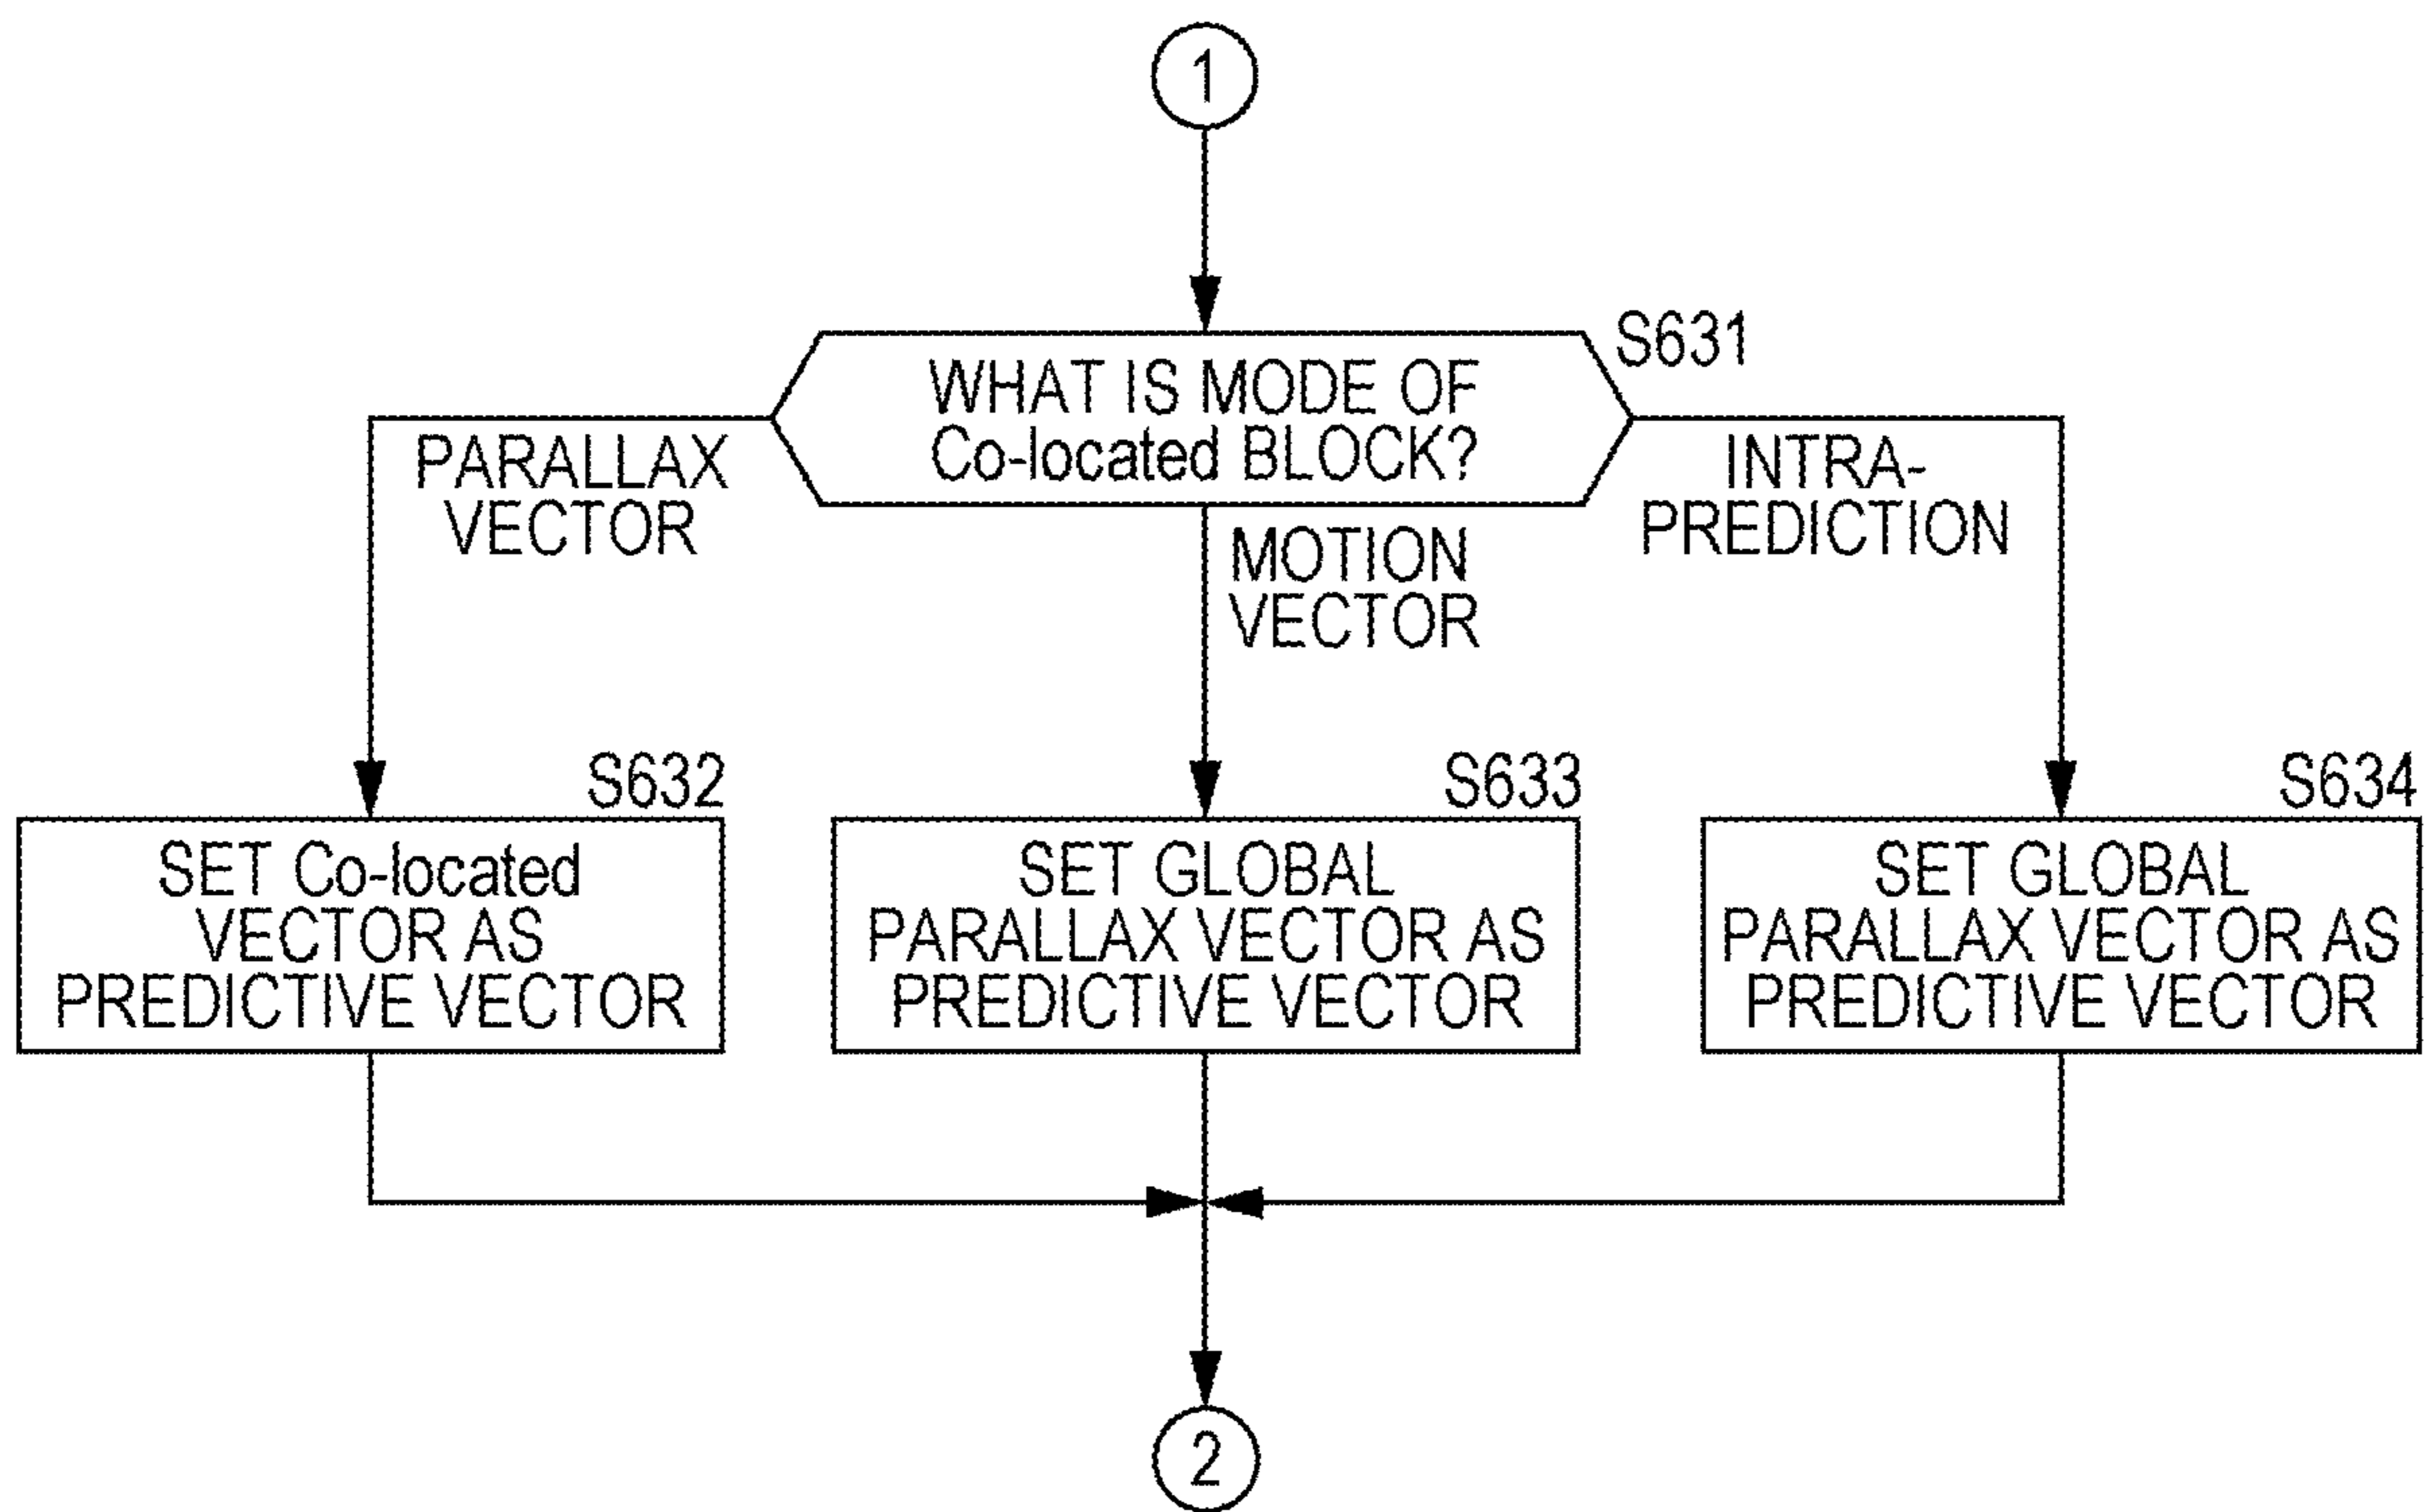 1
S631
WHAT IS MODE OF
Co-located BLOCK?
PARALLAX
VECTOR
MOTION
VECTOR
INTRA-
PREDICTION
S632
SET Co-located
VECTOR AS
PREDICTIVE VECTOR
S633
SET GLOBAL
PARALLAX VECTOR AS
PREDICTIVE VECTOR
S634
SET GLOBAL
PARALLAX VECTOR AS
PREDICTIVE VECTOR
2